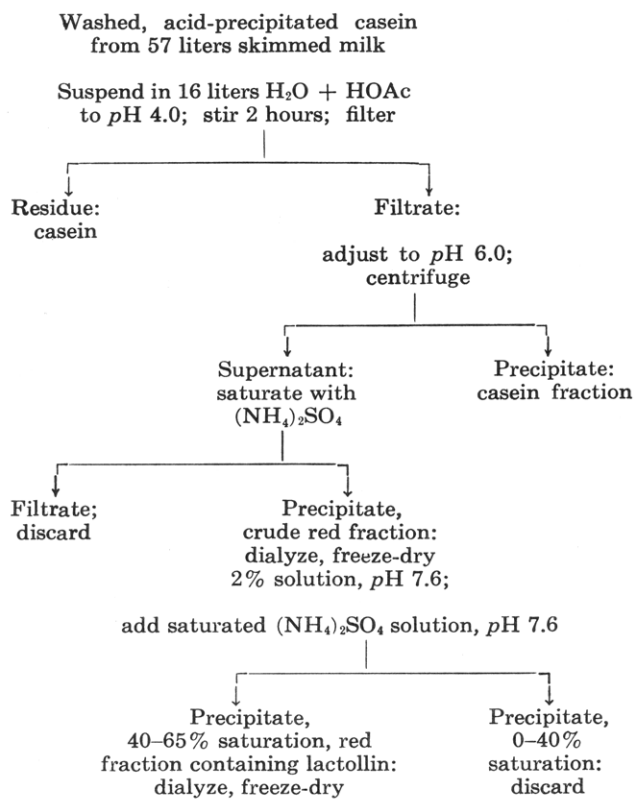 Washed, acid-precipitated casein
from 57 liters skimmed milk
Suspend in 16 liters H₂O + HOAc
to pH 4.0; stir 2 hours; filter
Residue:
casein
Filtrate:
adjust to pH 6.0;
centrifuge
Supernatant:
saturate with
(NH₄)₂SO₄
Precipitate:
casein fraction
Filtrate;
discard
Precipitate,
crude red fraction:
dialyze, freeze-dry
2% solution, pH 7.6;
add saturated (NH₄)₂SO₄ solution, pH 7.6
Precipitate,
40–65% saturation, red
fraction containing lactollin:
dialyze, freeze-dry
Precipitate,
0–40%
saturation:
discard